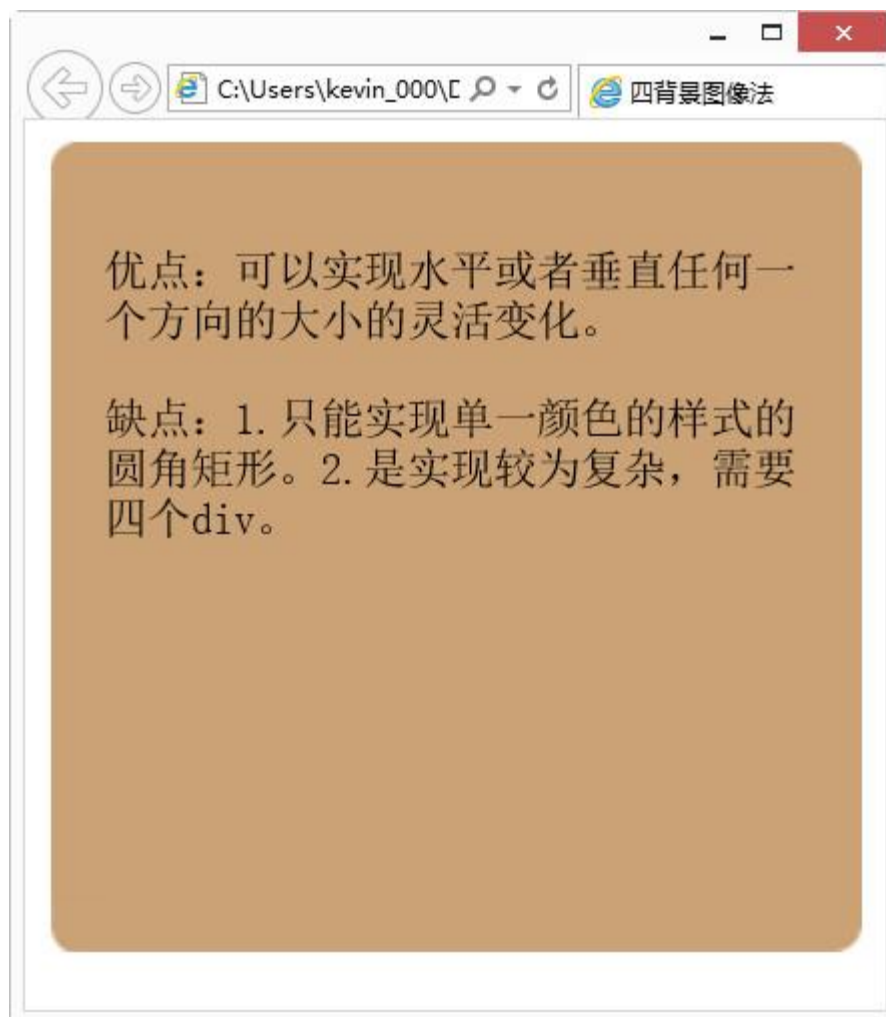 C:\Users\kevin_000\D
四背景图像法
优点：可以实现水平或者垂直任何一
个方向的大小的灵活变化。
缺点：1.只能实现单一颜色的样式的
圆角矩形。2.是实现较为复杂，需要
四个div。